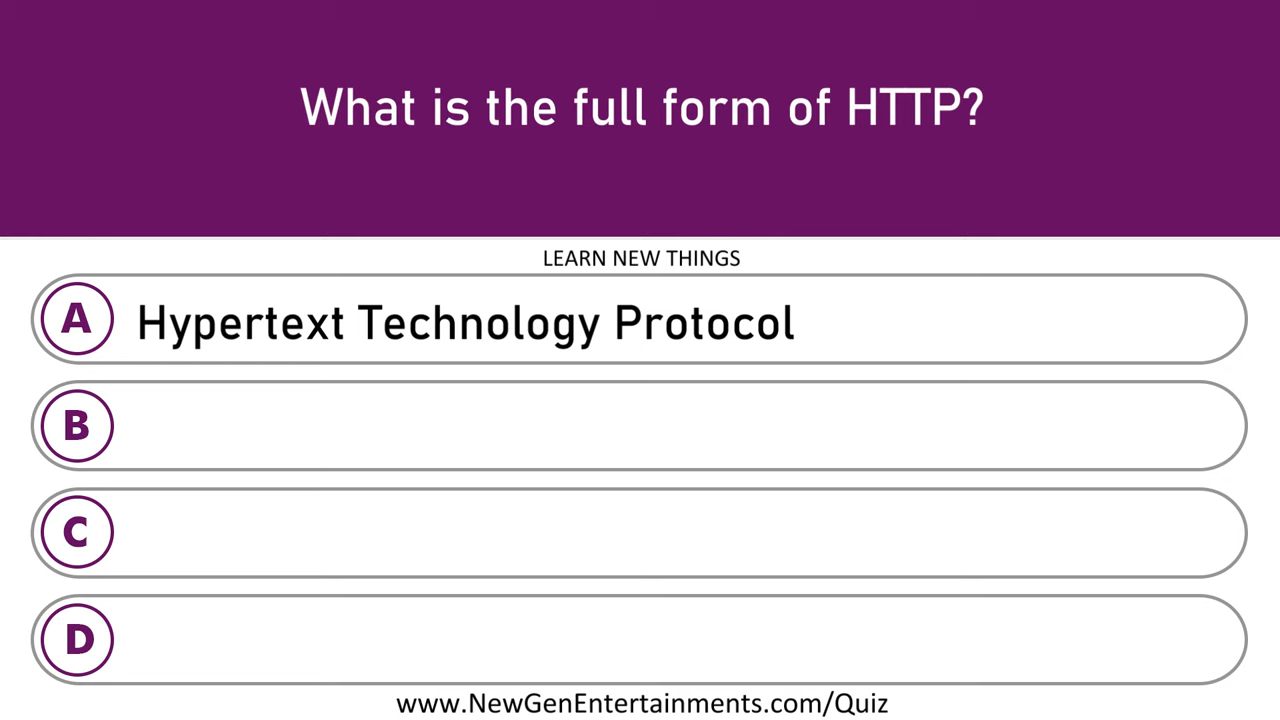 What is the full form of HTTP?
LEARN NEW THINGS
A Hypertext Technology Protocol
B
C
D
www.NewGenEntertainments.com/Quiz